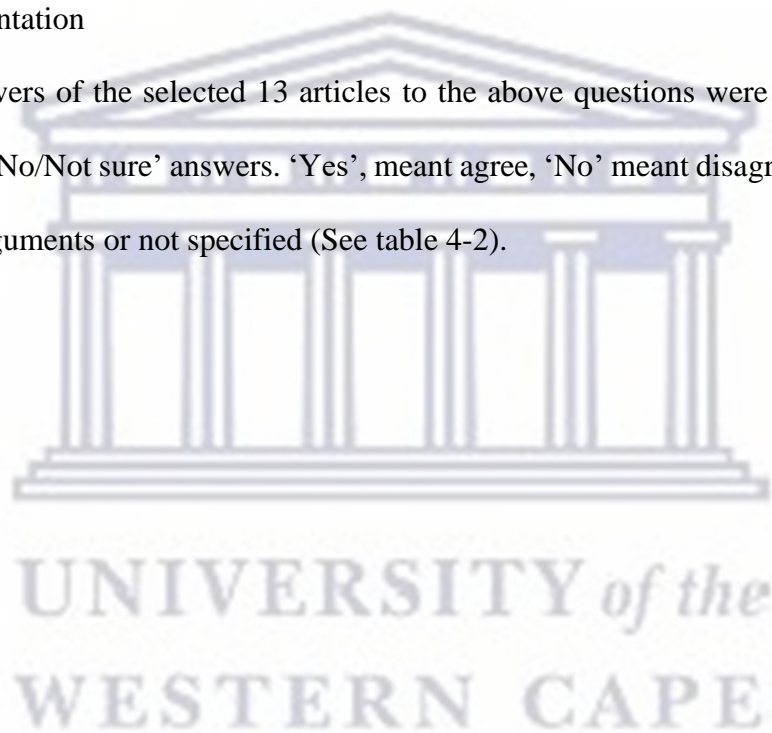 ntation
vers of the selected 13 articles to the above questions were
No/Not sure’ answers. ‘Yes’, meant agree, ‘No’ meant disagr
guments or not specified (See table 4-2).
UNIVERSITY of the
WESTERN CAPE